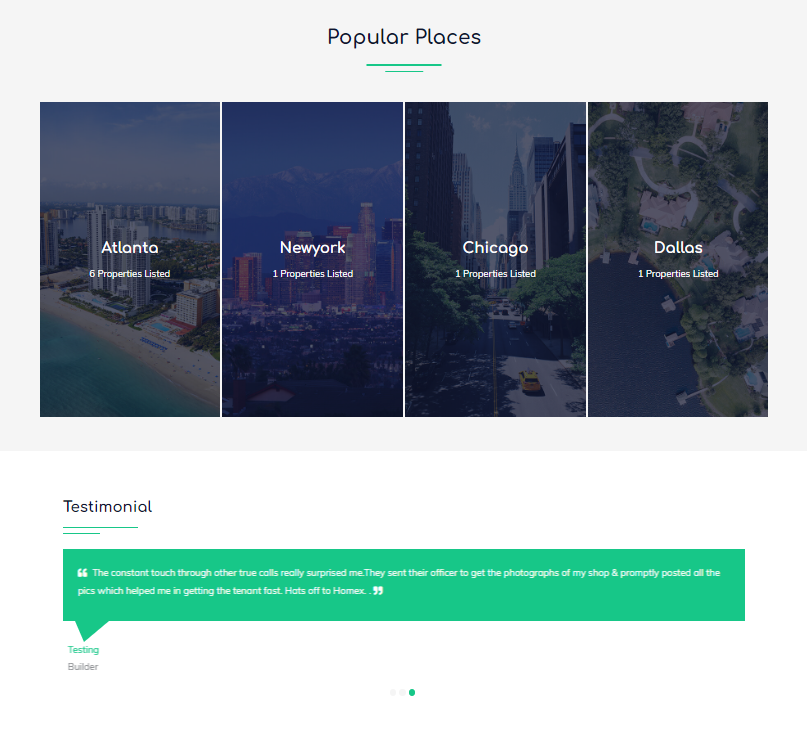 Popular Places
Atlanta
6 Properties Listed
Newyork
1 Properties Listed
Chicago
1 Properties Listed
Dallas
1 Properties Listed
Testimonial
❝ The constant touch through other true calls really surprised me.They sent their officer to get the photographs of my shop & promptly posted all the
pics which helped me in getting the tenant fast. Hats off to Homex. . ❞
Testing
Builder